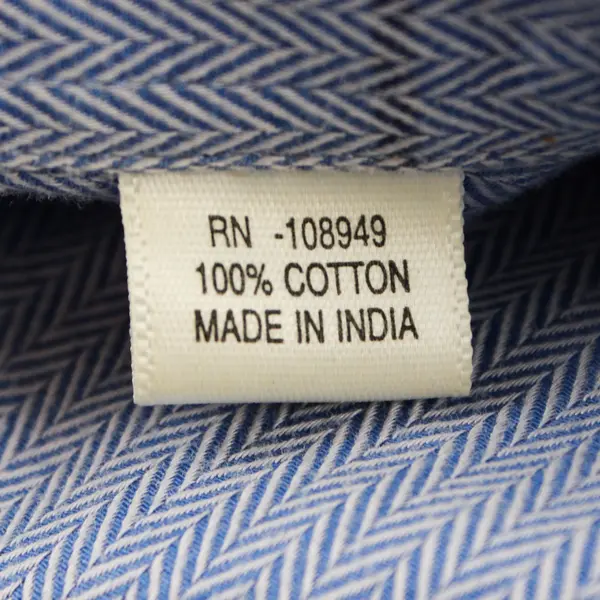 RN -108949
100% COTTON
MADE IN INDIA